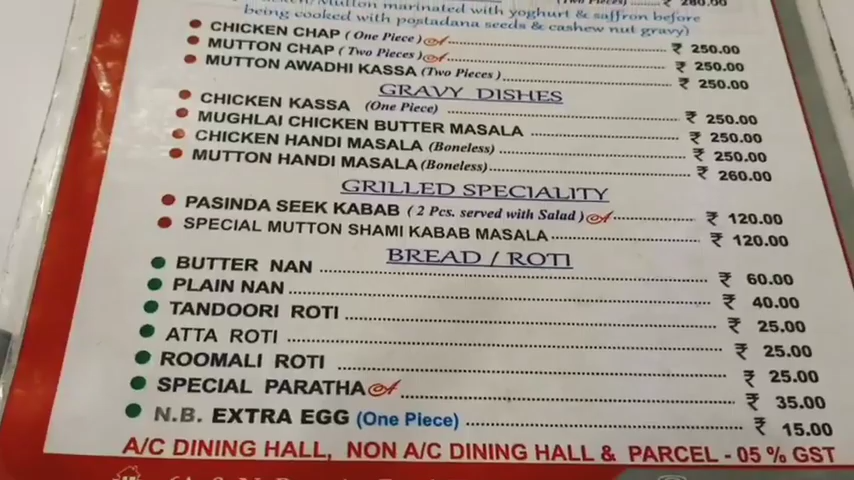 Chicken/Mutton marinated with yoghurt & saffron before
being cooked with postadana seeds & cashew nut gravy)
CHICKEN CHAP (One Piece) ₹ 250.00
MUTTON CHAP (Two Pieces) ₹ 250.00
MUTTON AWADHI KASSA (Two Pieces) ₹ 250.00
GRAVY DISHES
CHICKEN KASSA (One Piece) ₹ 250.00
MUGHLAI CHICKEN BUTTER MASALA ₹ 250.00
CHICKEN HANDI MASALA (Boneless) ₹ 250.00
MUTTON HANDI MASALA (Boneless) ₹ 260.00
GRILLED SPECIALITY
PASINDA SEEK KABAB (2 Pcs. served with Salad) ₹ 120.00
SPECIAL MUTTON SHAMI KABAB MASALA ₹ 120.00
BREAD / ROTI
BUTTER NAN ₹ 60.00
PLAIN NAN ₹ 40.00
TANDOORI ROTI ₹ 25.00
ATTA ROTI ₹ 25.00
ROOMALI ROTI ₹ 25.00
SPECIAL PARATHA ₹ 35.00
N.B. EXTRA EGG (One Piece) ₹ 15.00
A/C DINING HALL, NON A/C DINING HALL & PARCEL - 05 % GST